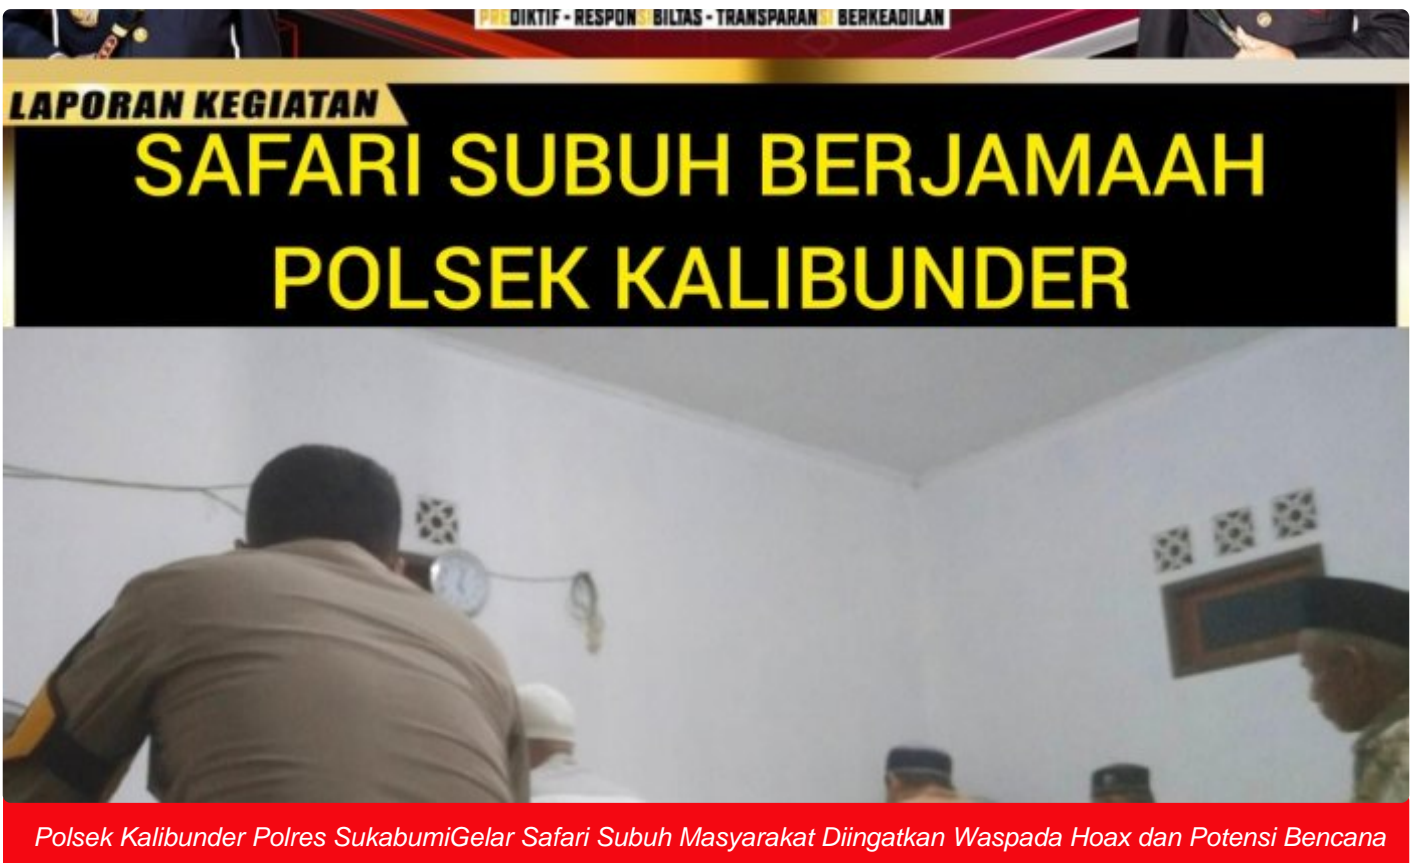 PREDIKTIF - RESPONSIBILTAS - TRANSPARANSI BERKEADILAN
LAPORAN KEGIATAN
SAFARI SUBUH BERJAMAAH
POLSEK KALIBUNDER
Polsek Kalibunder Polres SukabumiGelar Safari Subuh Masyarakat Diingatkan Waspada Hoax dan Potensi Bencana